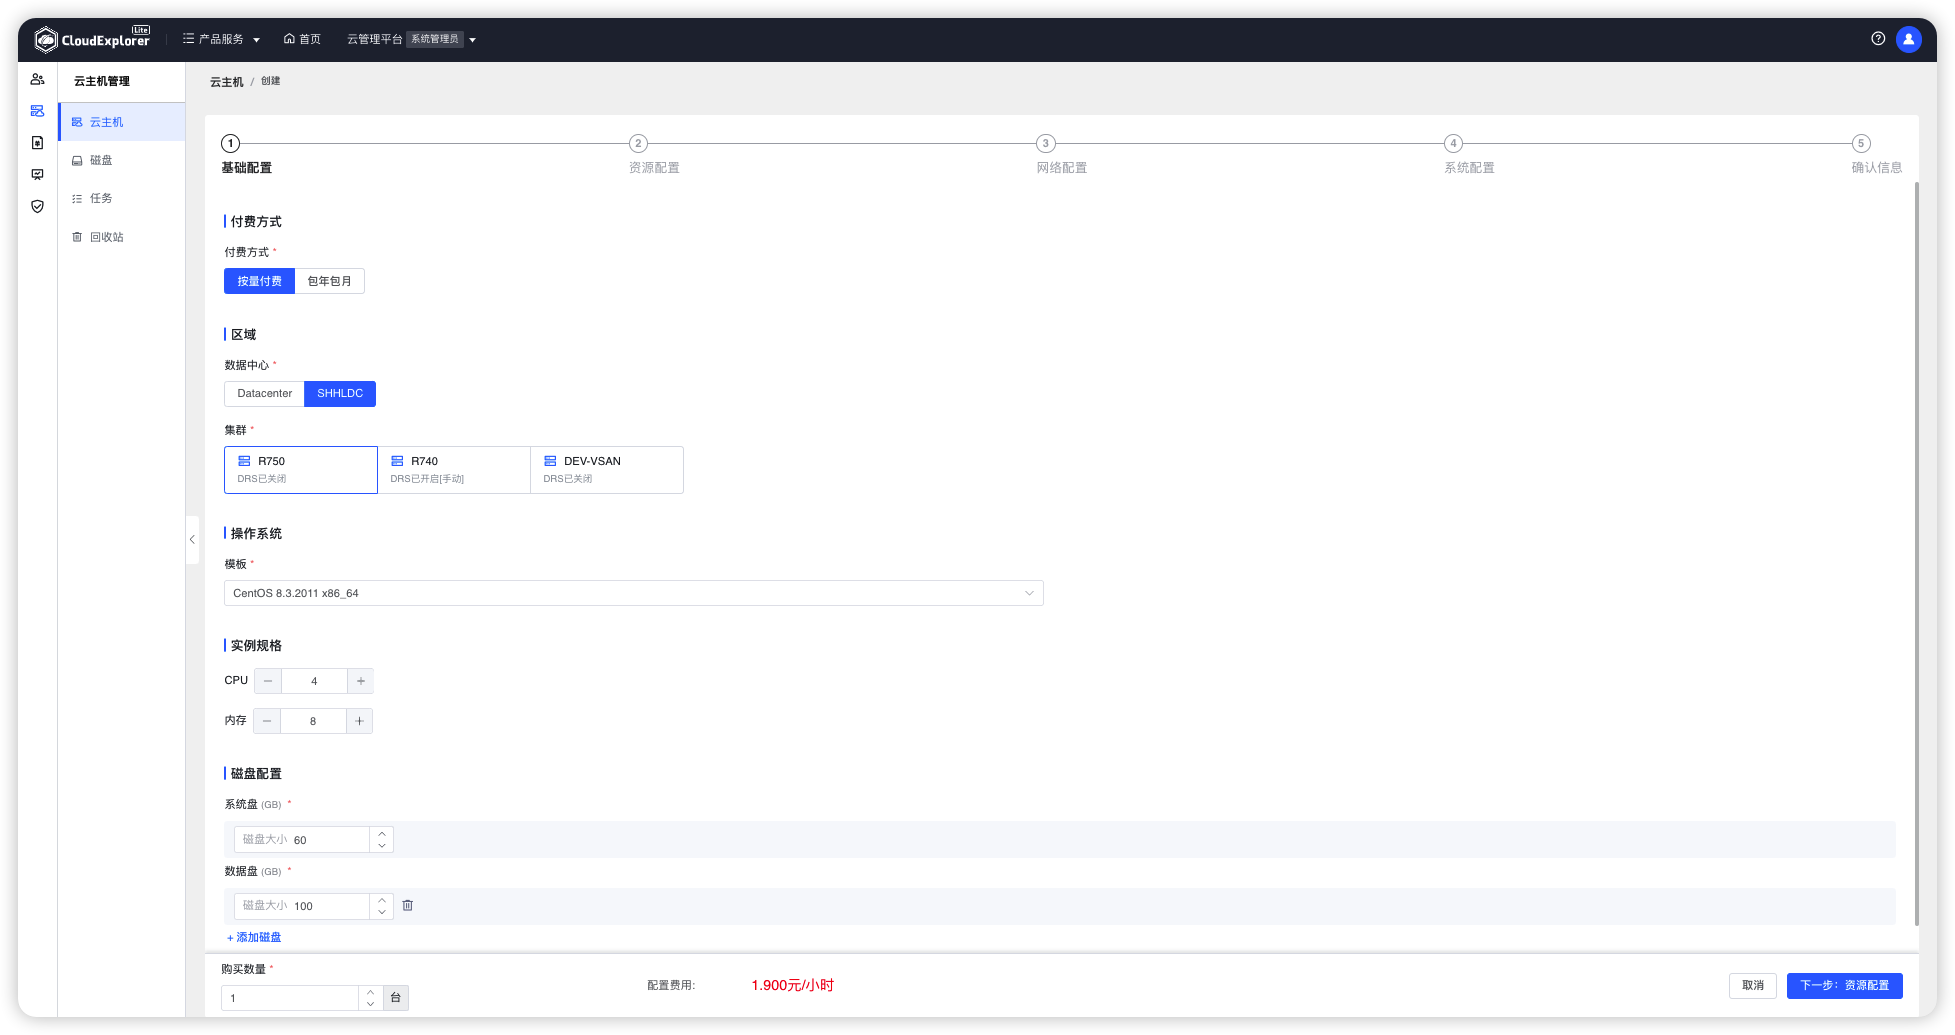 CloudExplorer Lite
产品服务
首页
云管理平台 系统管理员
云主机管理
云主机
磁盘
任务
回收站
云主机 / 创建
1 2 3 4 5
基础配置 资源配置 网络配置 系统配置 确认信息
付费方式
付费方式 *
按量付费 包年包月
区域
数据中心 *
Datacenter SHHLDC
集群 *
R750 R740 DEV-VSAN
DRS已关闭 DRS已开启[手动] DRS已关闭
操作系统
模板 *
CentOS 8.3.2011 x86_64
实例规格
CPU − 4 +
内存 − 8 +
磁盘配置
系统盘 (GB) *
磁盘大小 60
数据盘 (GB) *
磁盘大小 100
+ 添加磁盘
购买数量 *
1 台
配置费用: 1.900元/小时
取消 下一步：资源配置